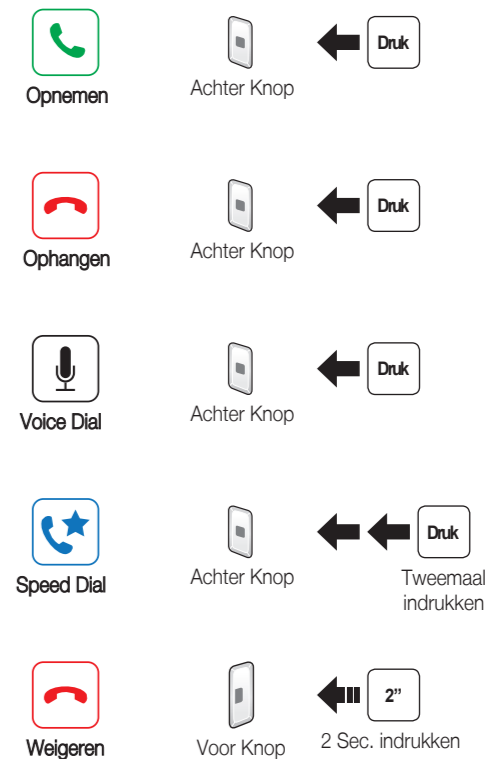 Druk
Opnemen
Achter Knop
Druk
Ophangen
Achter Knop
Druk
Voice Dial
Achter Knop
Druk
Speed Dial
Achter Knop
Tweemaal
indrukken
2”
Weigeren
Voor Knop
2 Sec. indrukken